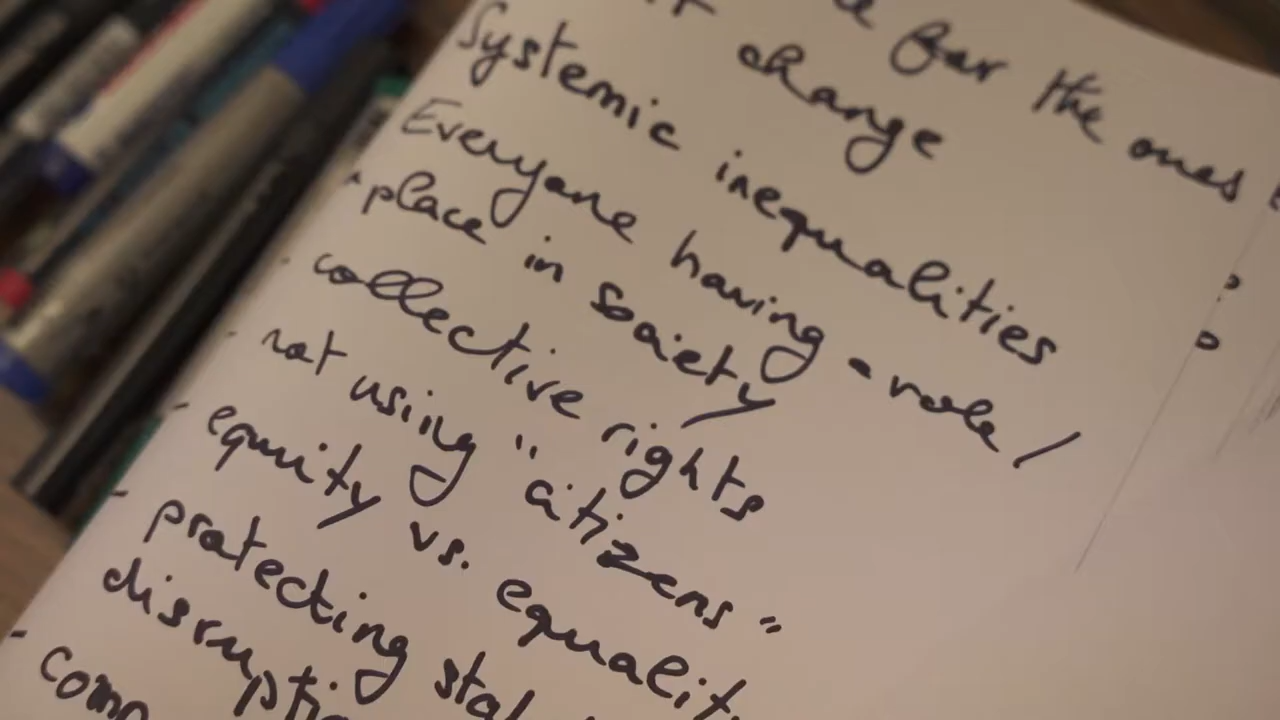 for the ones
change
Systemic inequalities
Everyone having a role /
place in society
- collective rights
- not using "citizens"
- equity vs. equality
- protecting
disruption
-